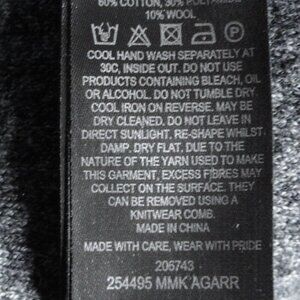 60% COTTON, 30% POLYAMIDE
10% WOOL
COOL HAND WASH SEPARATELY AT
30C, INSIDE OUT. DO NOT USE
PRODUCTS CONTAINING BLEACH, OIL
OR ALCOHOL. DO NOT TUMBLE DRY
COOL IRON ON REVERSE. MAY BE
DRY CLEANED. DO NOT LEAVE IN
DIRECT SUNLIGHT. RE-SHAPE WHILST
DAMP. DRY FLAT. DUE TO THE
NATURE OF THE YARN USED TO MAKE
THIS GARMENT, EXCESS FIBRES MAY
COLLECT ON THE SURFACE. THEY
CAN BE REMOVED USING A
KNITWEAR COMB.
MADE IN CHINA
MADE WITH CARE, WEAR WITH PRIDE
206743
254495 MMK AGARR